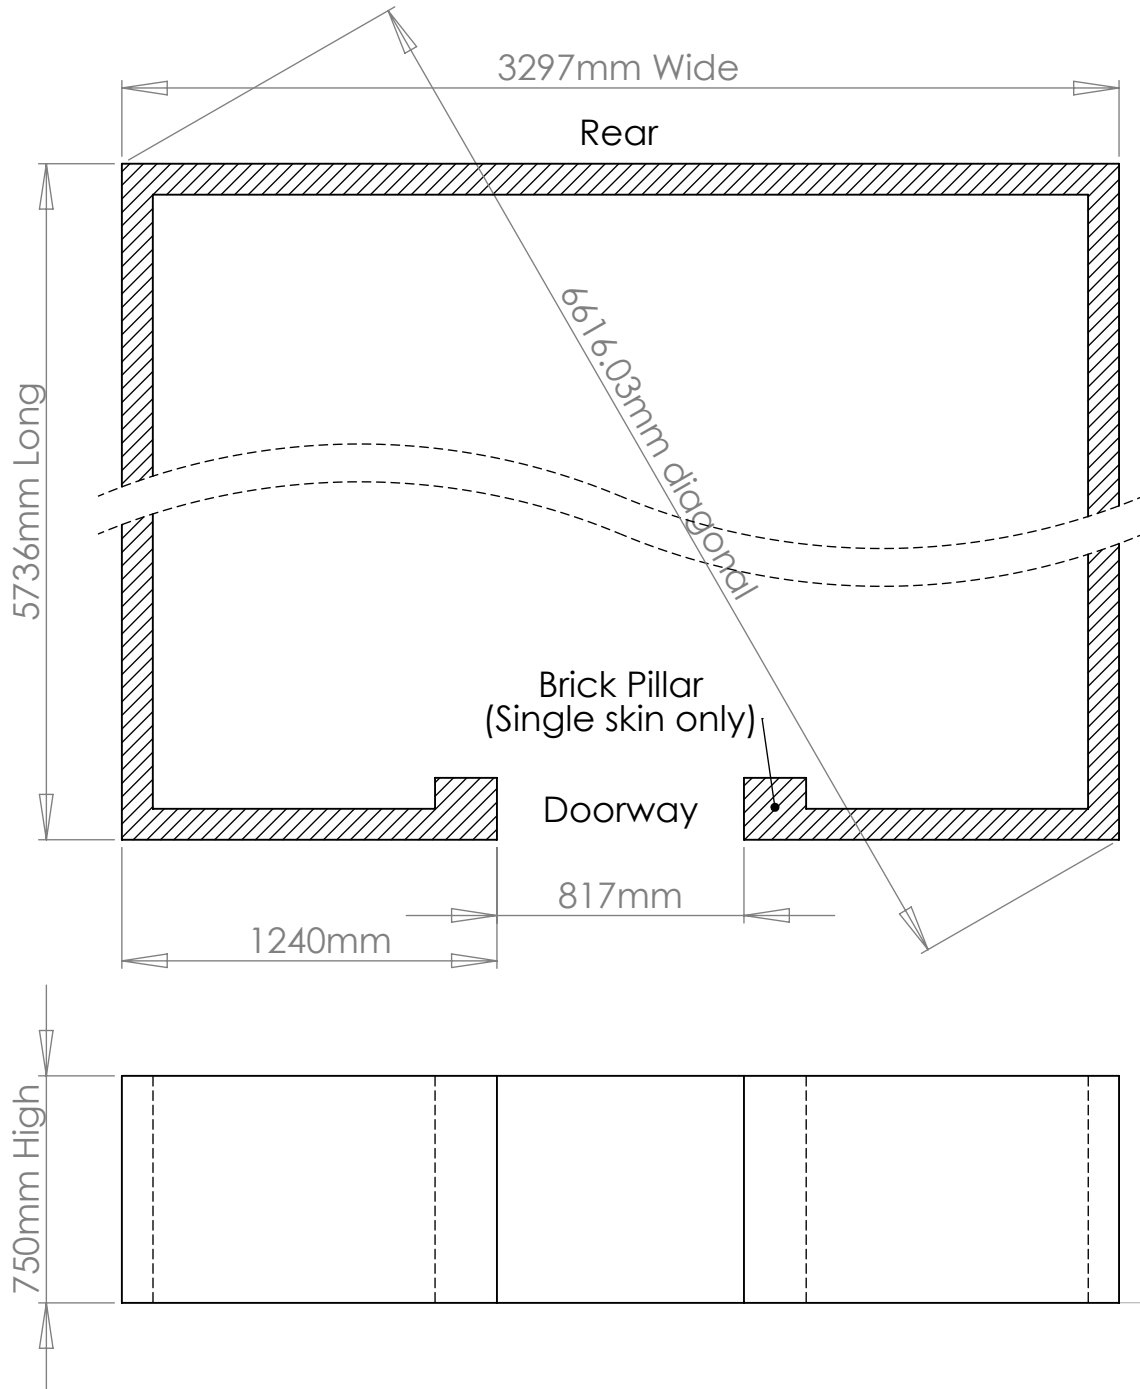 3297mm Wide
Rear
6616.03mm diagonal
5736mm Long
Brick Pillar
(Single skin only)
Doorway
817mm
1240mm
750mm High